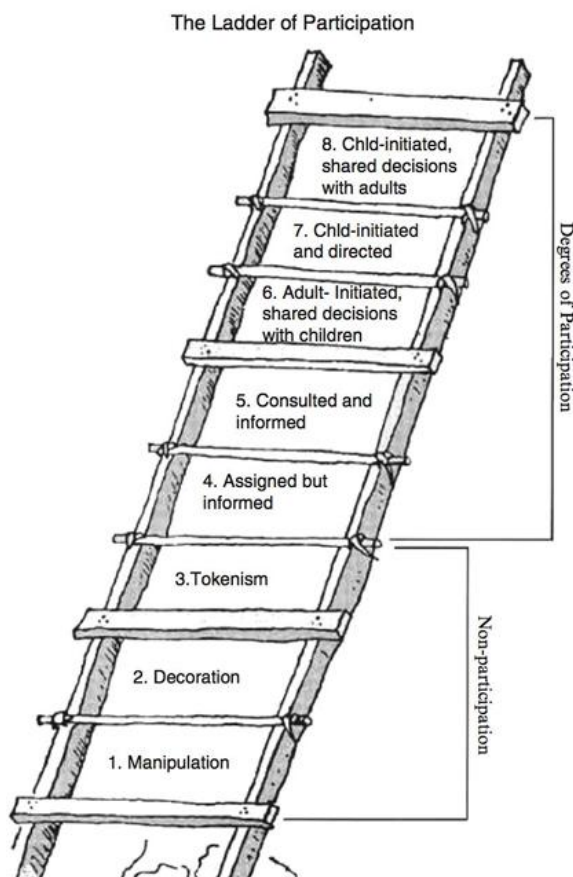 The Ladder of Participation
8. Chld-initiated,
shared decisions
with adults
7. Chld-initiated
and directed
6. Adult- Initiated,
shared decisions
with children
5. Consulted and
informed
4. Assigned but
informed
3.Tokenism
2. Decoration
1. Manipulation
Degrees of Participation
Non-participation